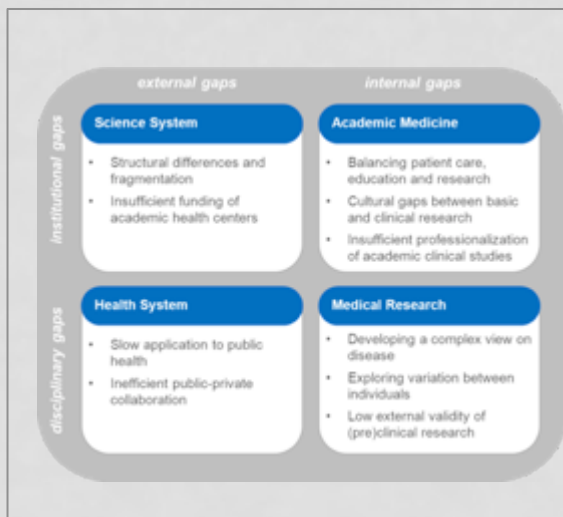 external gaps
internal gaps
institutional gaps
Science System
• Structural differences and
fragmentation
• Insufficient funding of
academic health centers
Academic Medicine
• Balancing patient care,
education and research
• Cultural gaps between basic
and clinical research
• Insufficient professionalization
of academic clinical studies
disciplinary gaps
Health System
• Slow application to public
health
• Inefficient public-private
collaboration
Medical Research
• Developing a complex view on
disease
• Exploring variation between
individuals
• Low external validity of
(pre)clinical research